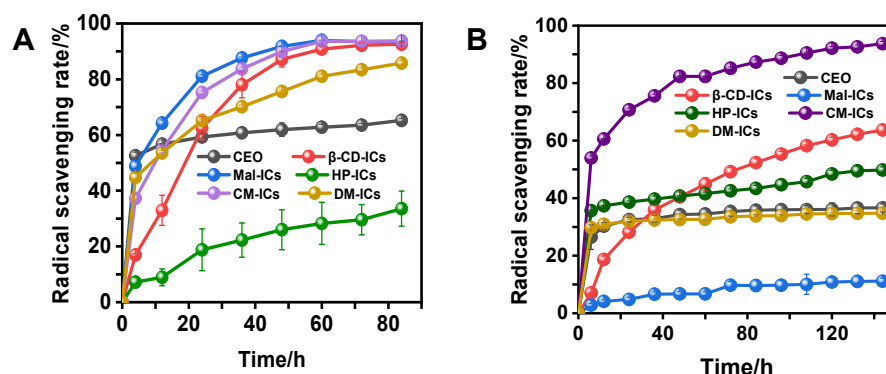 A
Radical scavenging rate/%
100
80
60
40
20
0
CEO
β-CD-ICs
Mal-ICs
HP-ICs
CM-ICs
DM-ICs
0
20
40
60
80
Time/h
B
Radical scavenging rate/%
100
80
60
40
20
0
CEO
β-CD-ICs
Mal-ICs
HP-ICs
CM-ICs
DM-ICs
0
40
80
120
Time/h